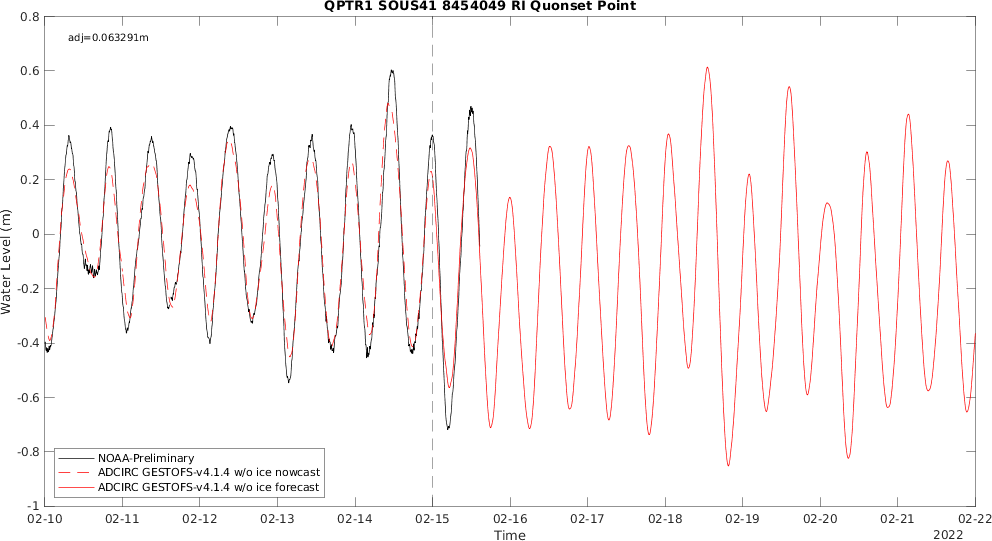 QPTR1 SOUS41 8454049 RI Quonset Point
adj=0.063291m
0.8
0.6
0.4
0.2
0
-0.2
-0.4
-0.6
-0.8
-1
Water Level (m)
NOAA-Preliminary
ADCIRC GESTOFS-v4.1.4 w/o ice nowcast
ADCIRC GESTOFS-v4.1.4 w/o ice forecast
02-10 02-11 02-12 02-13 02-14 02-15 02-16 02-17 02-18 02-19 02-20 02-21 02-22
Time
2022